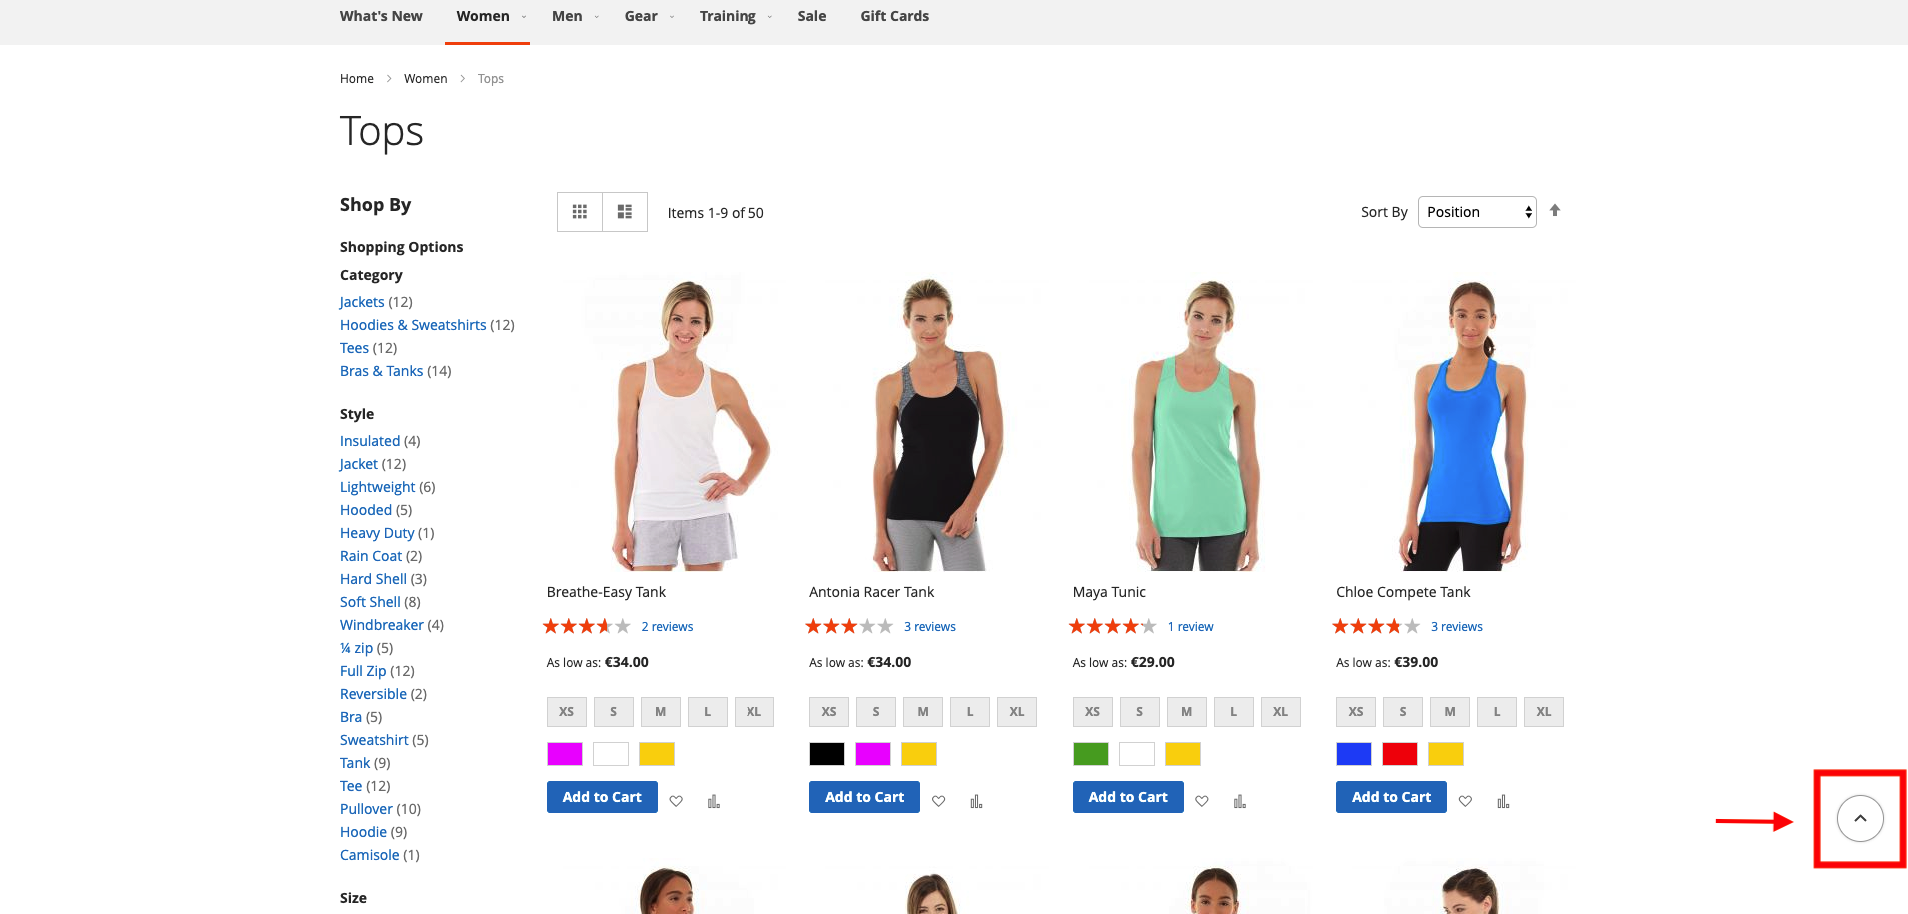 What's New Women Men Gear Training Sale Gift Cards
Home Women Tops
Tops
Shop By
Items 1-9 of 50
Sort By Position
Shopping Options
Category
Jackets (12)
Hoodies & Sweatshirts (12)
Tees (12)
Bras & Tanks (14)
Style
Insulated (4)
Jacket (12)
Lightweight (6)
Hooded (5)
Heavy Duty (1)
Rain Coat (2)
Hard Shell (3)
Soft Shell (8)
Windbreaker (4)
¼ zip (5)
Full Zip (12)
Reversible (2)
Bra (5)
Sweatshirt (5)
Tank (9)
Tee (12)
Pullover (10)
Hoodie (9)
Camisole (1)
Size
Breathe-Easy Tank
2 reviews
As low as: €34.00
XS S M L XL
Add to Cart
Antonia Racer Tank
3 reviews
As low as: €34.00
XS S M L XL
Add to Cart
Maya Tunic
1 review
As low as: €29.00
XS S M L XL
Add to Cart
Chloe Compete Tank
3 reviews
As low as: €39.00
XS S M L XL
Add to Cart